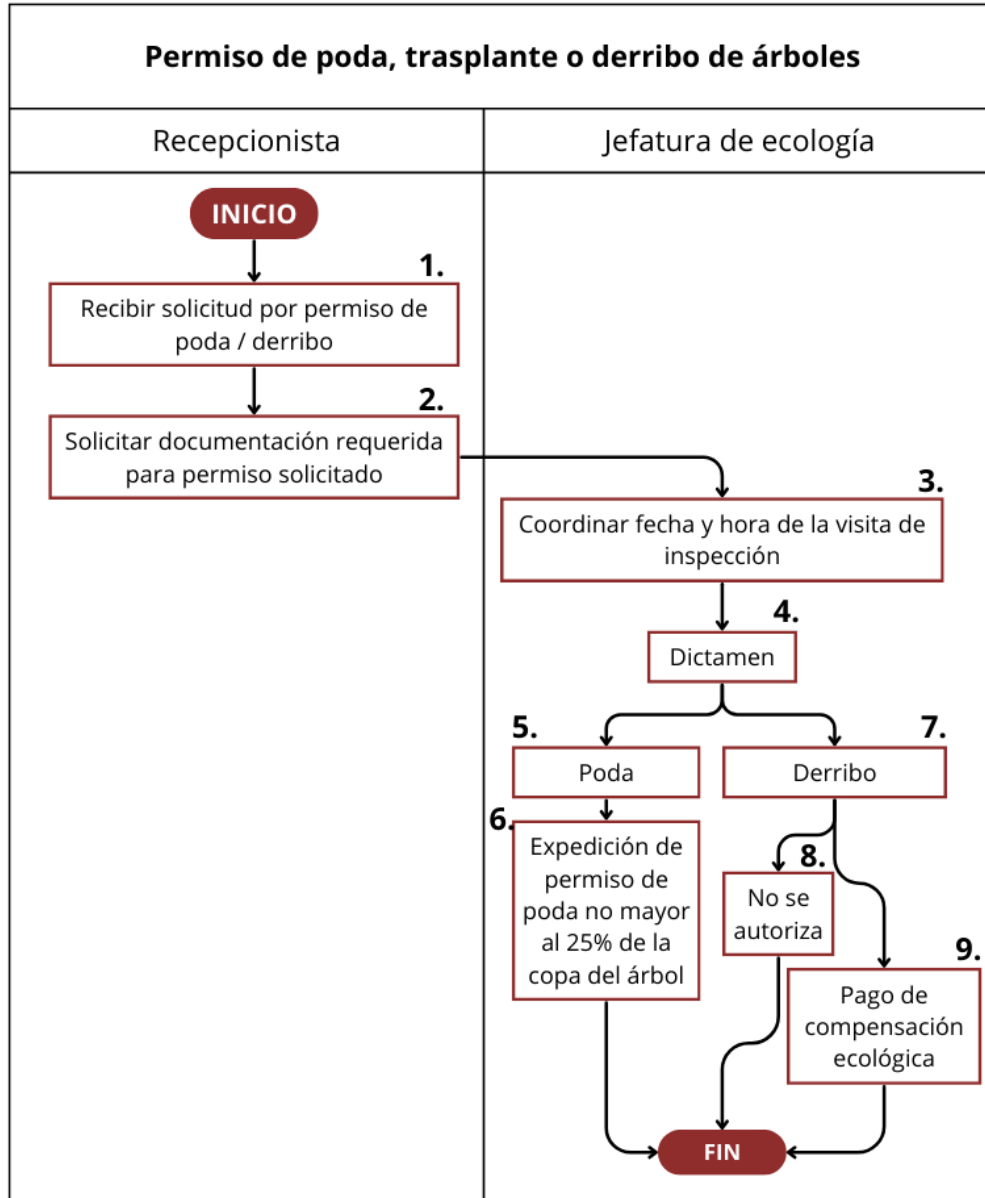 Permiso de poda, trasplante o derribo de árboles
Recepcionista
Jefatura de ecología
INICIO
1.
Recibir solicitud por permiso de
poda / derribo
2.
Solicitar documentación requerida
para permiso solicitado
3.
Coordinar fecha y hora de la visita de
inspección
4.
Dictamen
5.
Poda
7.
Derribo
6.
Expedición de
permiso de
poda no mayor
al 25% de la
copa del árbol
8.
No se
autoriza
9.
Pago de
compensación
ecológica
FIN